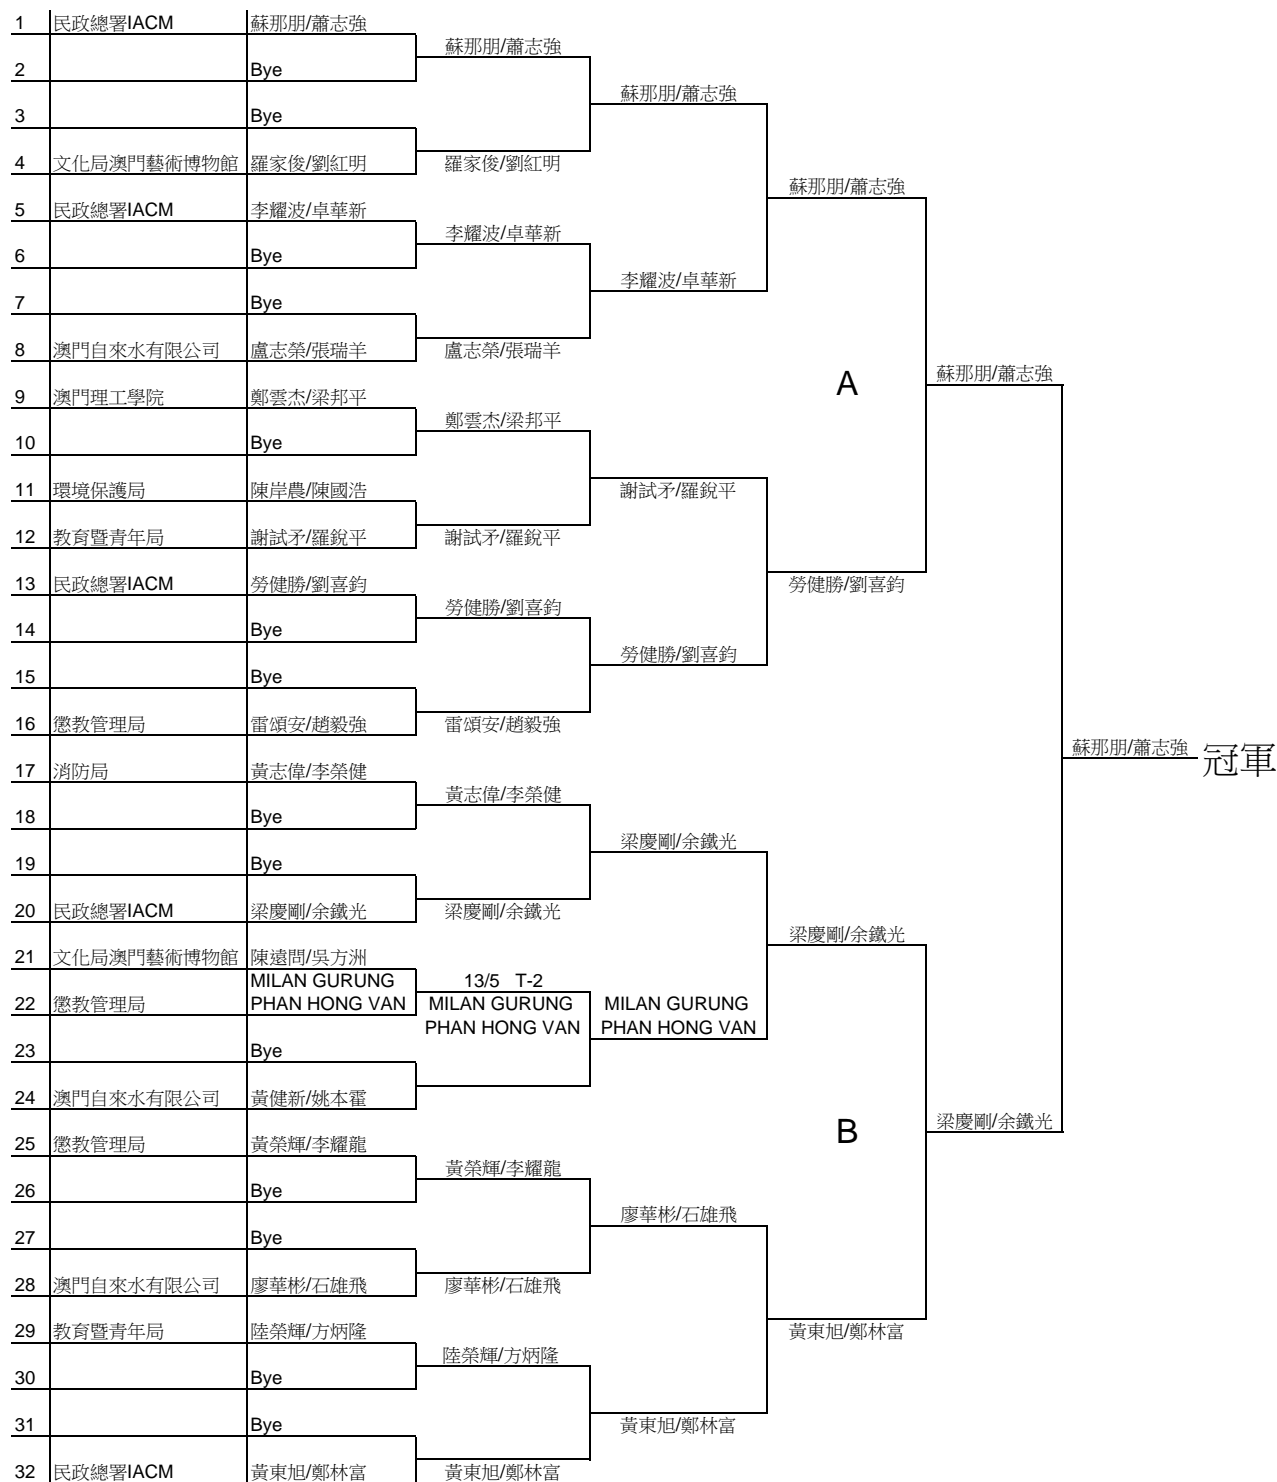 1 民政總署IACM 蘇那朋/蕭志強
蘇那朋/蕭志強
2 Bye
蘇那朋/蕭志強
3 Bye
4 文化局澳門藝術博物館 羅家俊/劉紅明 羅家俊/劉紅明
蘇那朋/蕭志強
5 民政總署IACM 李耀波/卓華新
李耀波/卓華新
6 Bye
李耀波/卓華新
7 Bye
8 澳門自來水有限公司 盧志榮/張瑞羊 盧志榮/張瑞羊
A 蘇那朋/蕭志強
9 澳門理工學院 鄭雲杰/梁邦平
鄭雲杰/梁邦平
10 Bye
11 環境保護局 陳岸農/陳國浩 謝試矛/羅銳平
12 教育暨青年局 謝試矛/羅銳平 謝試矛/羅銳平
13 民政總署IACM 勞健勝/劉喜鈞 勞健勝/劉喜鈞
勞健勝/劉喜鈞
14 Bye
勞健勝/劉喜鈞
15 Bye
16 懲教管理局 雷頌安/趙毅強 雷頌安/趙毅強
蘇那朋/蕭志強 冠軍
17 消防局 黃志偉/李榮健
黃志偉/李榮健
18 Bye
梁慶剛/余鐵光
19 Bye
20 民政總署IACM 梁慶剛/余鐵光 梁慶剛/余鐵光
梁慶剛/余鐵光
21 文化局澳門藝術博物館 陳遠問/吳方洲
MILAN GURUNG 13/5 T-2
22 懲教管理局 PHAN HONG VAN MILAN GURUNG MILAN GURUNG
PHAN HONG VAN PHAN HONG VAN
23 Bye
24 澳門自來水有限公司 黃健新/姚本霍
B 梁慶剛/余鐵光
25 懲教管理局 黃榮輝/李耀龍
黃榮輝/李耀龍
26 Bye
廖華彬/石雄飛
27 Bye
28 澳門自來水有限公司 廖華彬/石雄飛 廖華彬/石雄飛
29 教育暨青年局 陸榮輝/方炳隆 黃東旭/鄭林富
陸榮輝/方炳隆
30 Bye
31 Bye 黃東旭/鄭林富
32 民政總署IACM 黃東旭/鄭林富 黃東旭/鄭林富